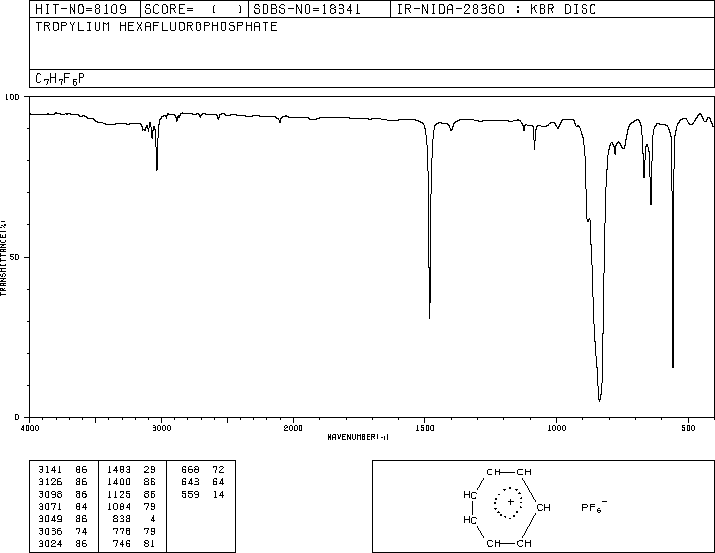 HIT-NO=8109 SCORE= ( ) SDBS-NO=18341 IR-NIDA-28360 : KBR DISC
TROPYLIUM HEXAFLUOROPHOSPHATE
C7H7F6P
100
50
0
TRANSMITTANCE(%)
4000 3000 2000 1500 1000 500
WAVENUMBER(-1)
3141 86 1483 29 668 72
3126 86 1400 86 643 64
3098 86 1125 86 559 14
3071 84 1084 79
3049 86 838 4
3036 74 778 79
3024 86 746 81
CH CH
HC
+ CH PF6−
HC
CH CH